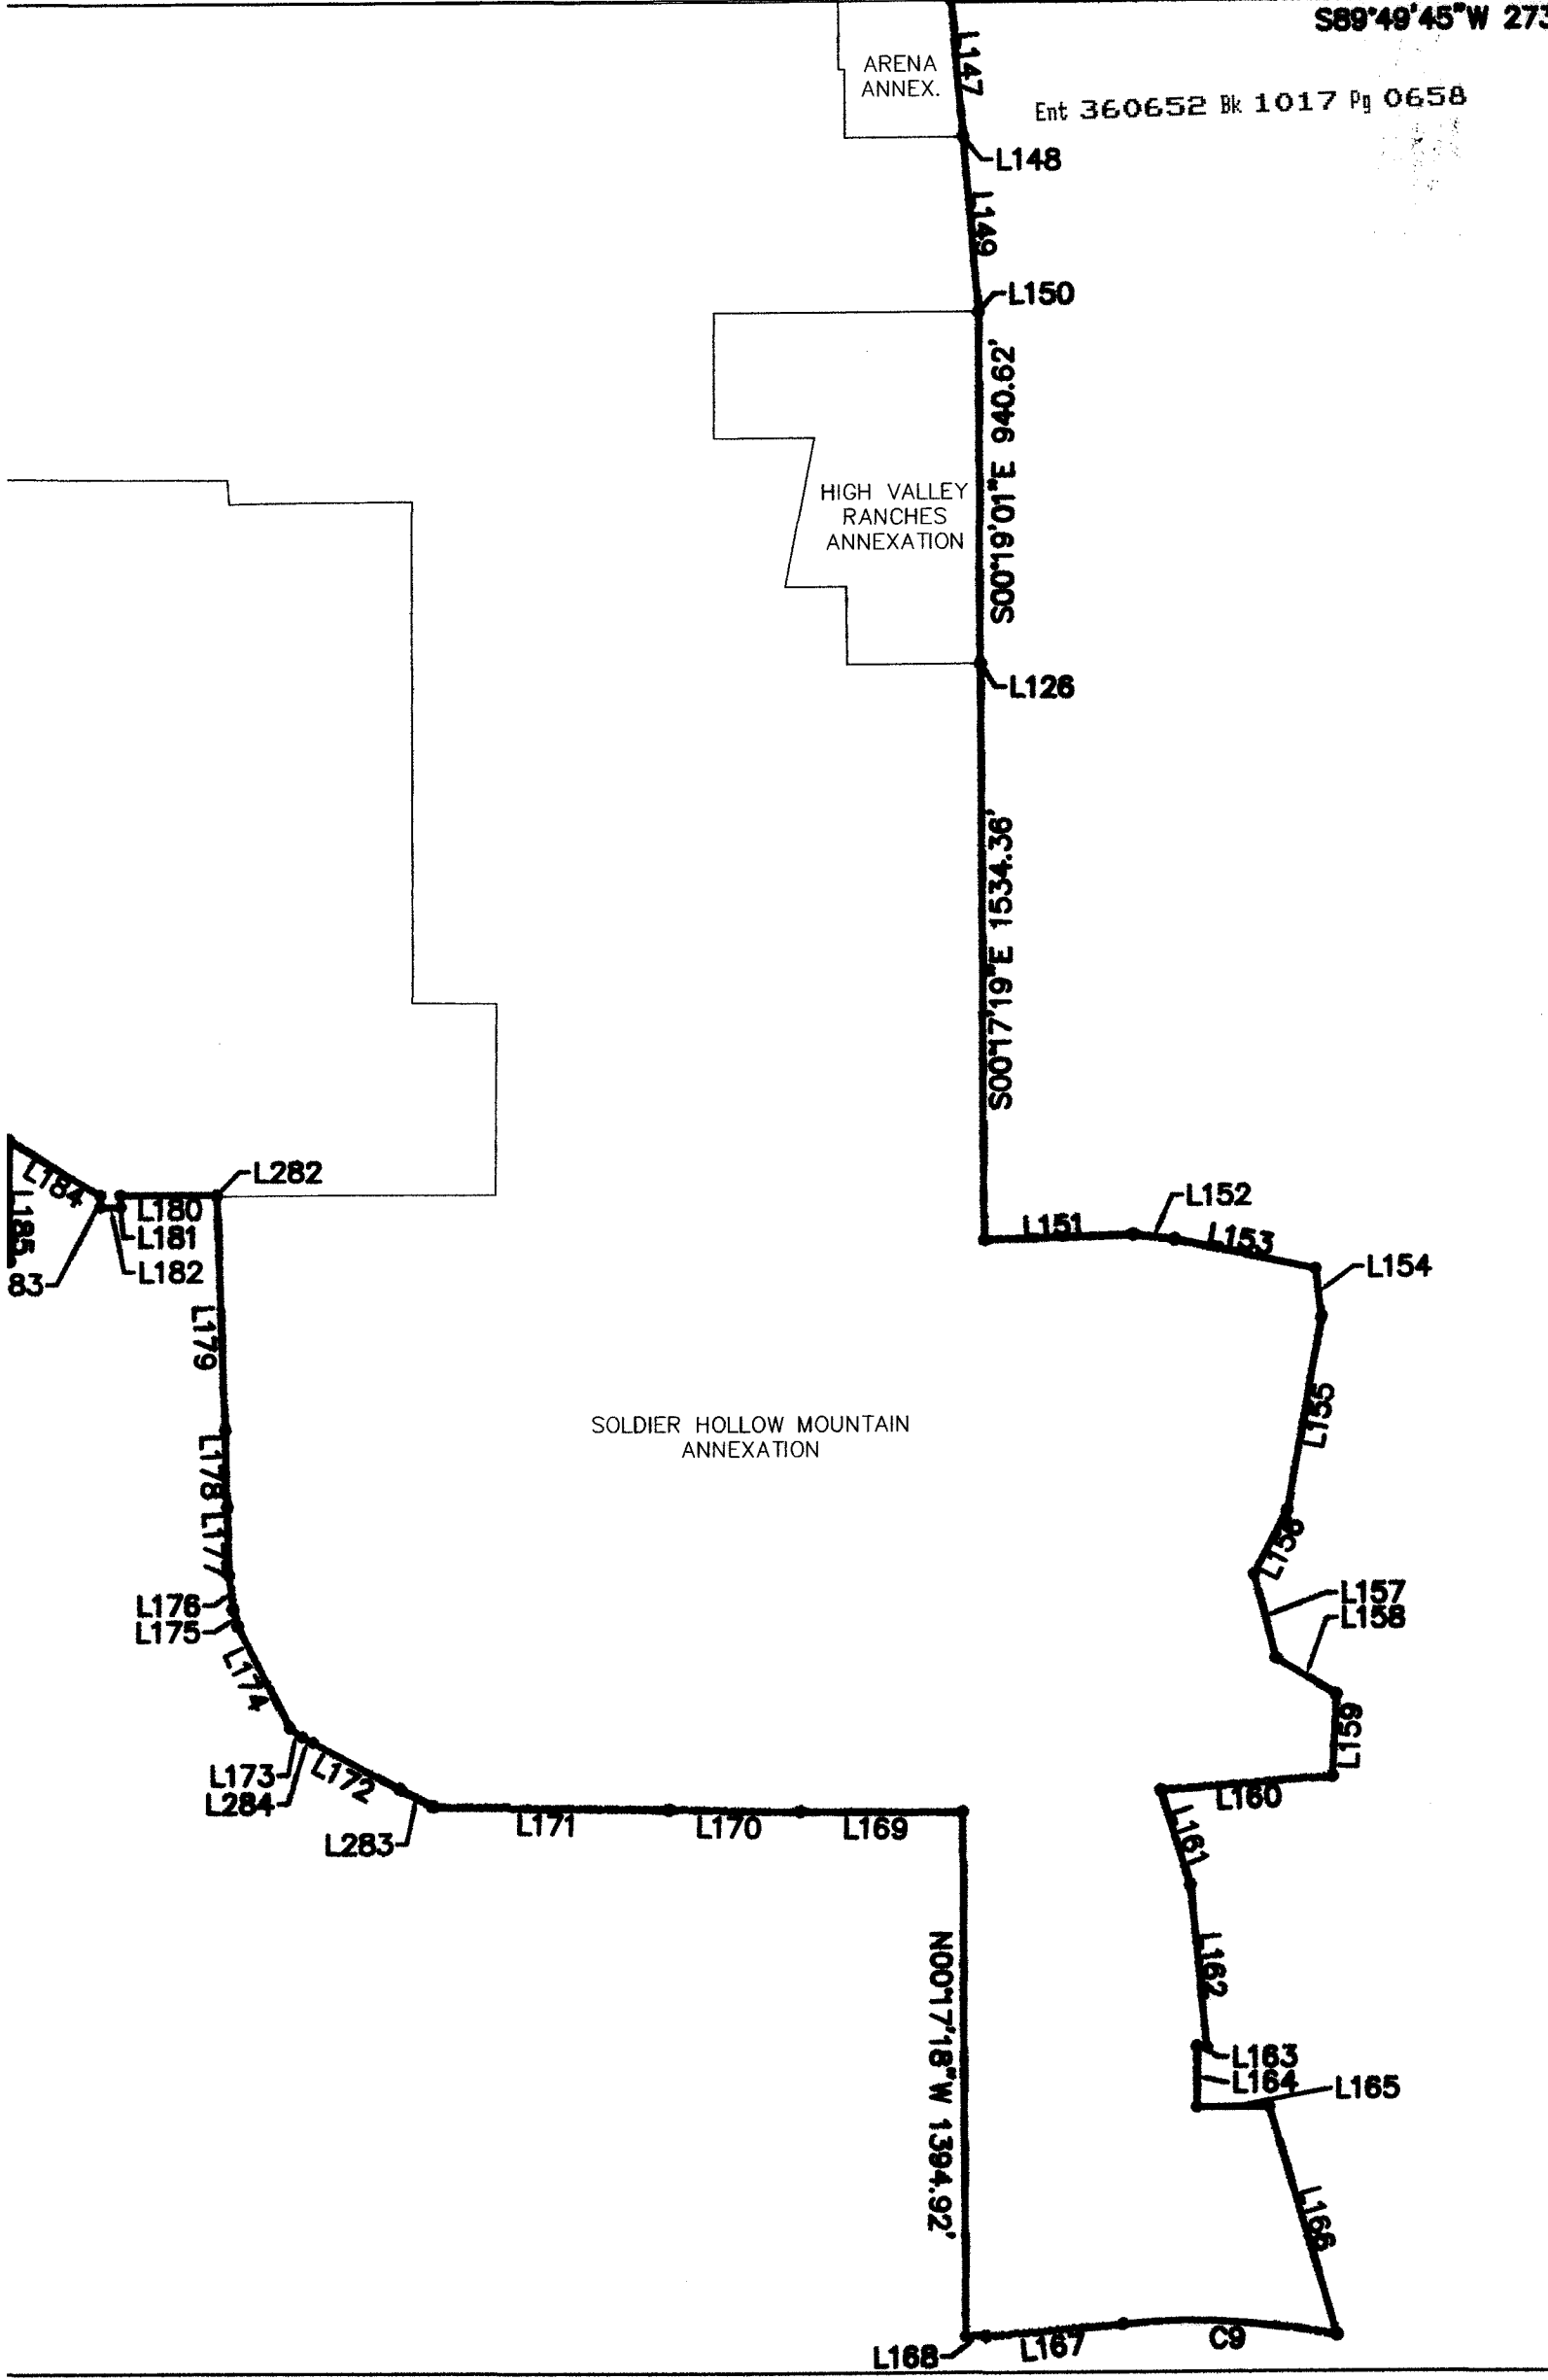 S89°49'45"W 273
L147
ARENA
ANNEX.
Ent 360652 Bk 1017 Pg 0658
L148
L149
L150
S00°19'01"E 940.62'
HIGH VALLEY
RANCHES
ANNEXATION
L126
S00°17'19"E 1534.36'
L184
L282
L180
L181
L185
L182
83
L151
L152
L153
L154
L179
L155
SOLDIER HOLLOW MOUNTAIN
ANNEXATION
L178
L177
L156
L157
L158
L176
L175
L174
L159
L173
L284
L172
L283
L171
L170
L169
L160
L161
N00°17'18"W 1394.92'
L162
L163
L164
L165
L166
L168
L167
C9